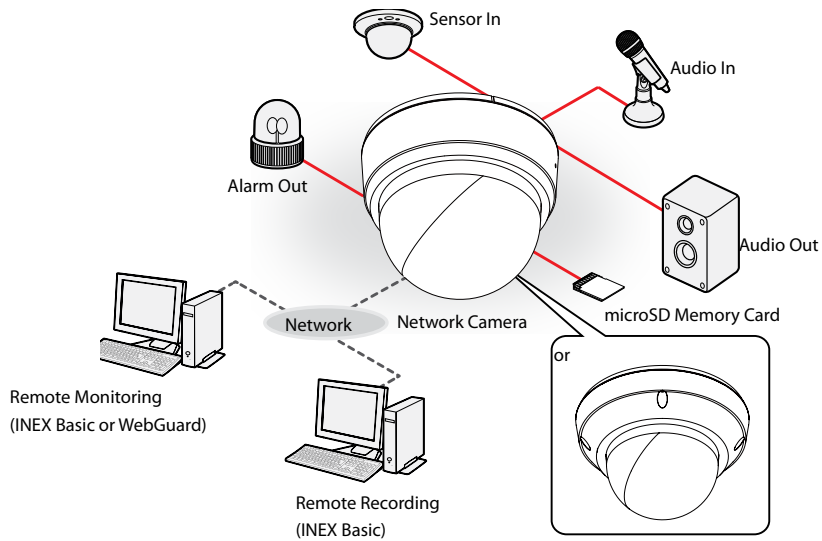 Sensor In
Audio In
Alarm Out
Audio Out
microSD Memory Card
Network
Network Camera
or
Remote Monitoring
(INEX Basic or WebGuard)
Remote Recording
(INEX Basic)